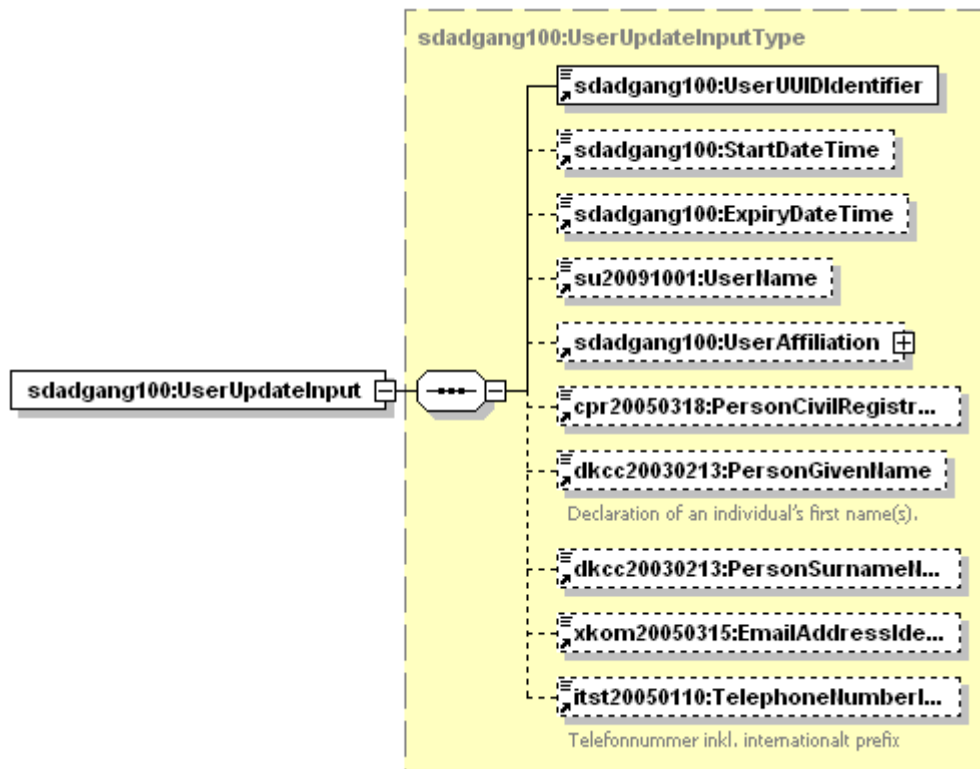 sdadgang100:UserUpdateInputType
sdadgang100:UserUUIDIdentifier
sdadgang100:StartDateTime
sdadgang100:ExpiryDateTime
su20091001:UserName
sdadgang100:UserAffiliation
sdadgang100:UserUpdateInput
cpr20050318:PersonCivilRegistr...
dkcc20030213:PersonGivenName
Declaration of an individual's first name(s).
dkcc20030213:PersonSurnameN...
xkom20050315:EmailAddressIde...
itst20050110:TelephoneNumberI...
Telefonnummer inkl. internationalt prefix